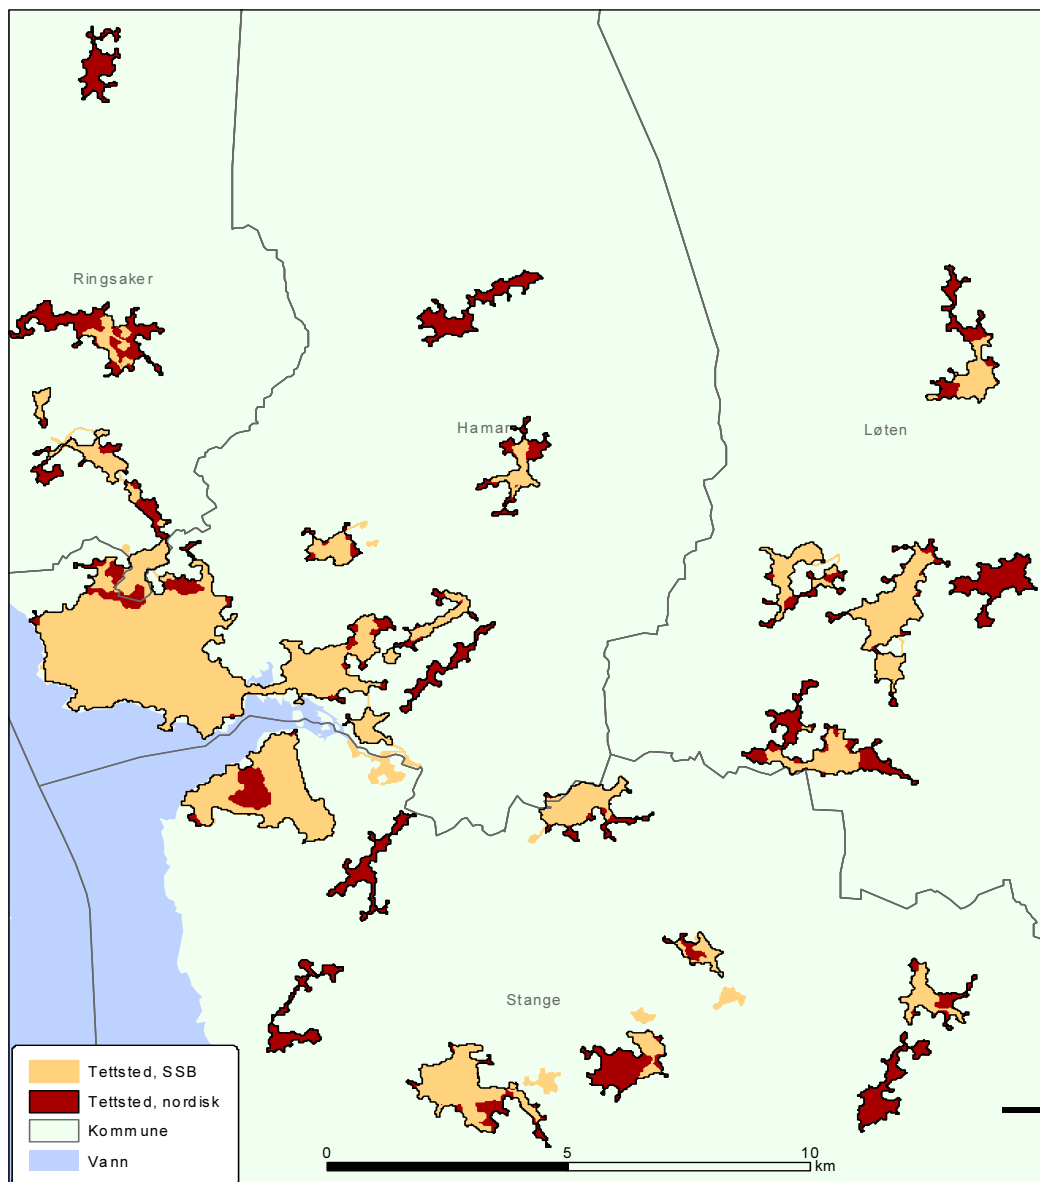 Ringsaker
Hamar
Løten
Stange
Tettsted, SSB
Tettsted, nordisk
Kommune
Vann
0 5 10
km